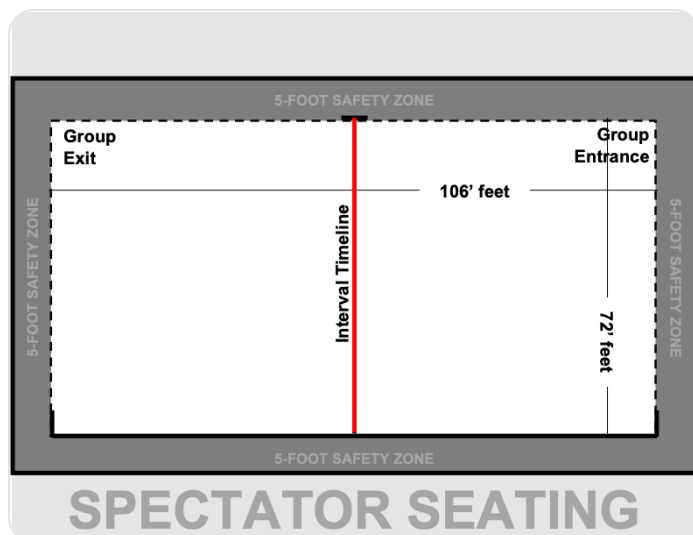 5-FOOT SAFETY ZONE
Group
Exit
Group
Entrance
106’ feet
5-FOOT SAFETY ZONE
Interval Timeline
72’ feet
5-FOOT SAFETY ZONE
5-FOOT SAFETY ZONE
SPECTATOR SEATING